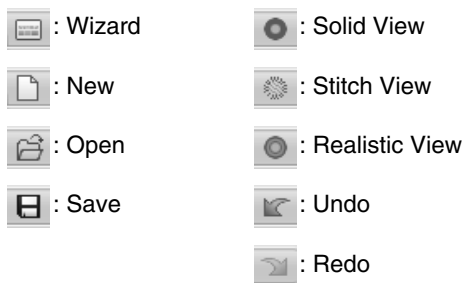 : Wizard
: New
: Open
: Save
: Solid View
: Stitch View
: Realistic View
: Undo
: Redo